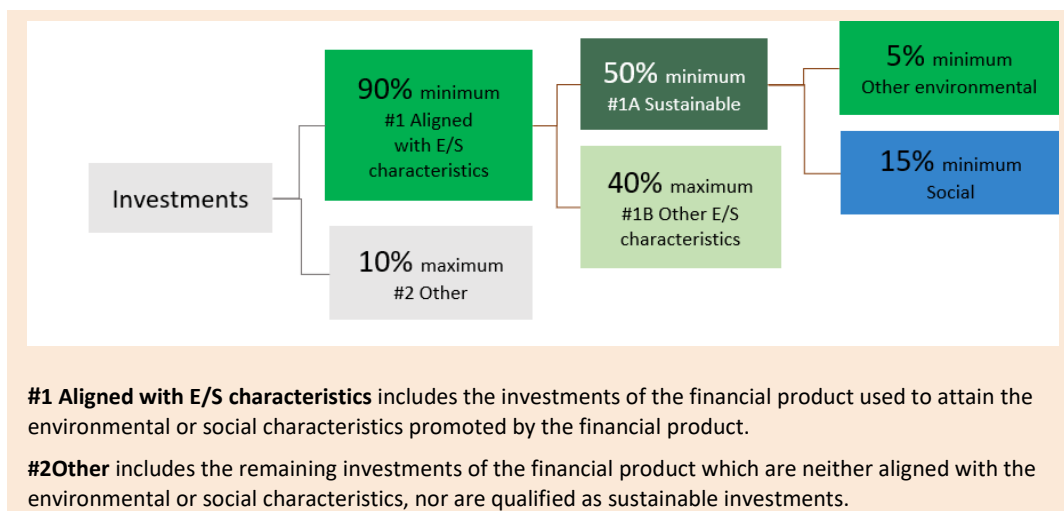 Investments
90% minimum
#1 Aligned
with E/S
characteristics
10% maximum
#2 Other
50% minimum
#1A Sustainable
40% maximum
#1B Other E/S
characteristics
5% minimum
Other environmental
15% minimum
Social
#1 Aligned with E/S characteristics includes the investments of the financial product used to attain the
environmental or social characteristics promoted by the financial product.
#2Other includes the remaining investments of the financial product which are neither aligned with the
environmental or social characteristics, nor are qualified as sustainable investments.